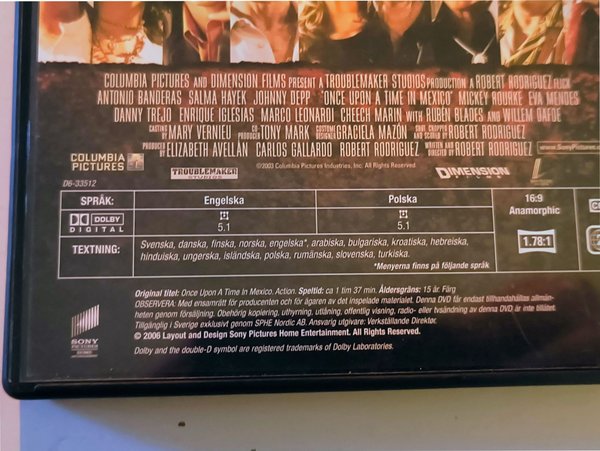 COLUMBIA PICTURES AND DIMENSION FILMS PRESENT A TROUBLEMAKER STUDIOS PRODUCTION A ROBERT RODRIGUEZ FLICK
ANTONIO BANDERAS SALMA HAYEK JOHNNY DEPP "ONCE UPON A TIME IN MEXICO" MICKEY ROURKE EVA MENDES
DANNY TREJO ENRIQUE IGLESIAS MARCO LEONARDI CHEECH MARIN WITH RUBÉN BLADES AND WILLEM DAFOE
CASTING BY MARY VERNIEU CO-PRODUCER TONY MARK COSTUME DESIGNER GRACIELA MAZÓN SHOT, CHOPPED AND SCORED BY ROBERT RODRIGUEZ
PRODUCED BY ELIZABETH AVELLÁN CARLOS GALLARDO ROBERT RODRIGUEZ WRITTEN AND DIRECTED BY ROBERT RODRIGUEZ
www.SonyPictures
©2003 Columbia Pictures Industries, Inc. All Rights Reserved.
COLUMBIA
PICTURES
TROUBLEMAKER
STUDIOS
DIMENSION
FILMS
D6-33512
SPRÅK: Engelska Polska 16:9
Anamorphic
DOLBY
DIGITAL
5.1 5.1
1.78:1
TEXTNING: Svenska, danska, finska, norska, engelska*, arabiska, bulgariska, kroatiska, hebreiska,
hinduiska, ungerska, isländska, polska, rumänska, slovenska, turkiska.
*Menyerna finns på följande språk
Original titel: Once Upon A Time In Mexico. Action. Speltid: ca 1 tim 37 min. Åldersgräns: 15 år. Färg
OBSERVERA: Med ensamrätt för producenten och för ägaren av det inspelade materialet. Denna DVD får endast tillhandahållas allmän-
heten genom försäljning. Obehörig kopiering, uthyrning, utlåning, offentlig visning, radio- eller tvsändning av denna DVD är inte tillåtet.
Tillgänglig i Sverige exklusivt genom SPHE Nordic AB. Ansvarig utgivare: Verkställande Direktör.
© 2006 Layout and Design Sony Pictures Home Entertainment. All Rights Reserved.
Dolby and the double-D symbol are registered trademarks of Dolby Laboratories.
SONY
PICTURES